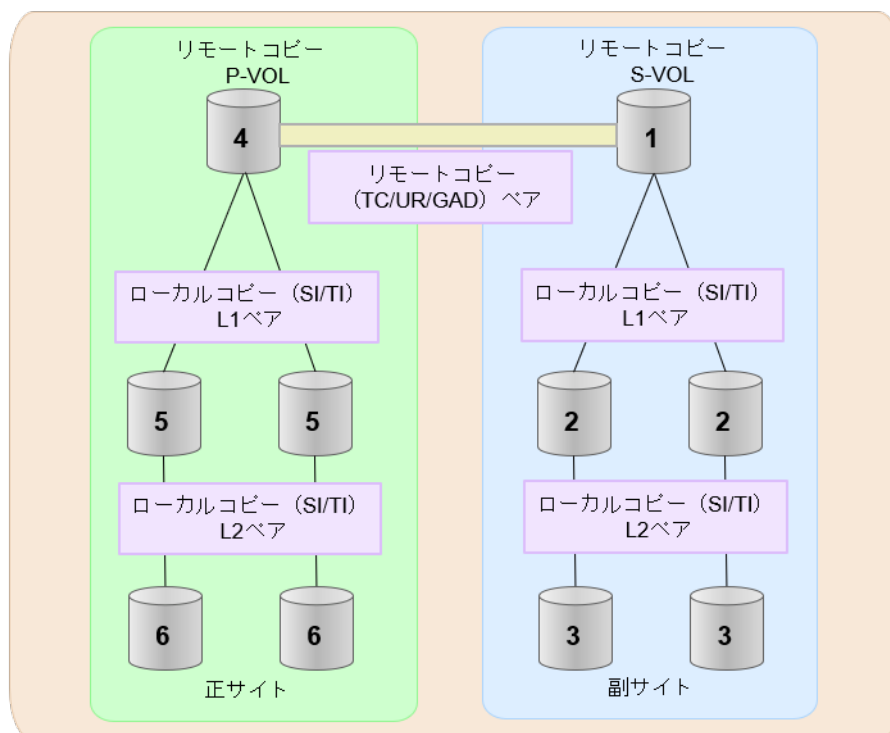 リモートコピー
P-VOL
リモートコピー
S-VOL
4
1
リモートコピー
（TC/UR/GAD）ペア
ローカルコピー（SI/TI）
L1ペア
ローカルコピー（SI/TI）
L1ペア
5
5
2
2
ローカルコピー（SI/TI）
L2ペア
ローカルコピー（SI/TI）
L2ペア
6
6
3
3
正サイト
副サイト